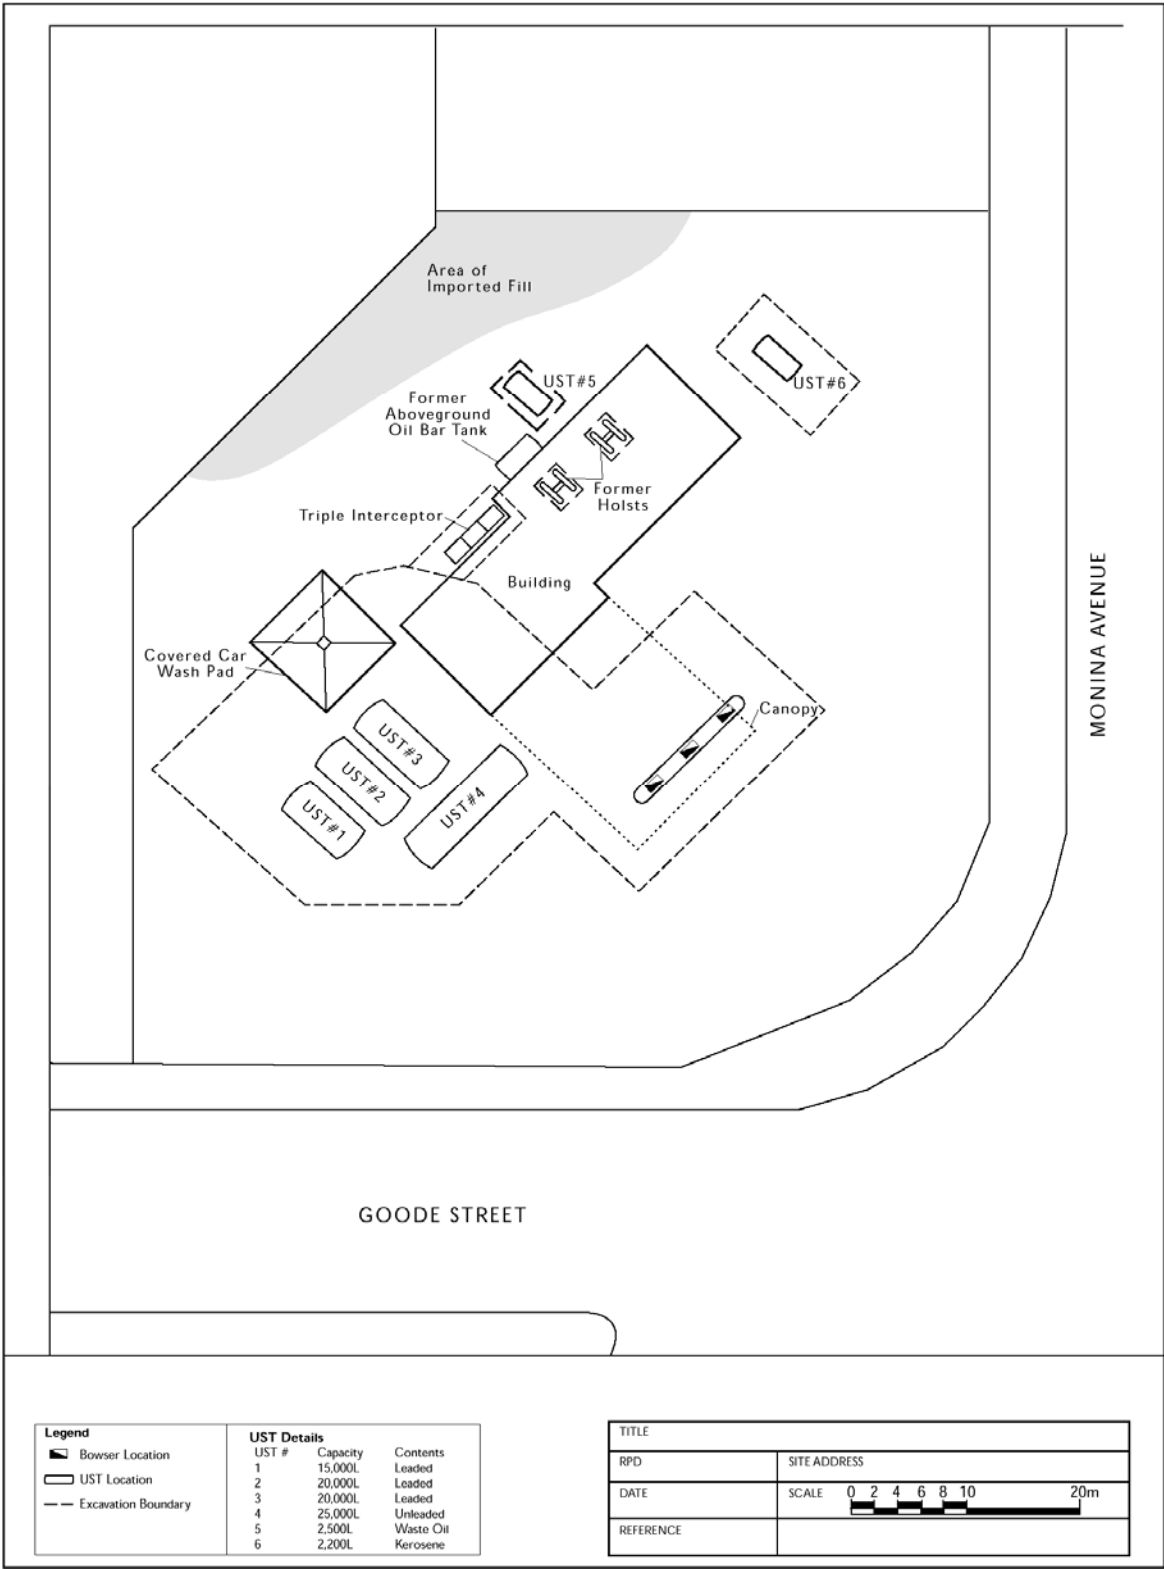 Area of
Imported Fill
UST#5
UST#6
Former
Aboveground
Oil Bar Tank
Former
Holsts
Triple Interceptor
Building
MONINA AVENUE
Covered Car
Wash Pad
Canopy
UST#3
UST#2
UST#1
UST#4
GOODE STREET
Legend
Bowser Location
UST Location
Excavation Boundary
UST Details
UST # Capacity Contents
1 15,000L Leaded
2 20,000L Leaded
3 20,000L Leaded
4 25,000L Unleaded
5 2,500L Waste Oil
6 2,200L Kerosene
TITLE
RPD SITE ADDRESS
DATE SCALE 0 2 4 6 8 10 20m
REFERENCE